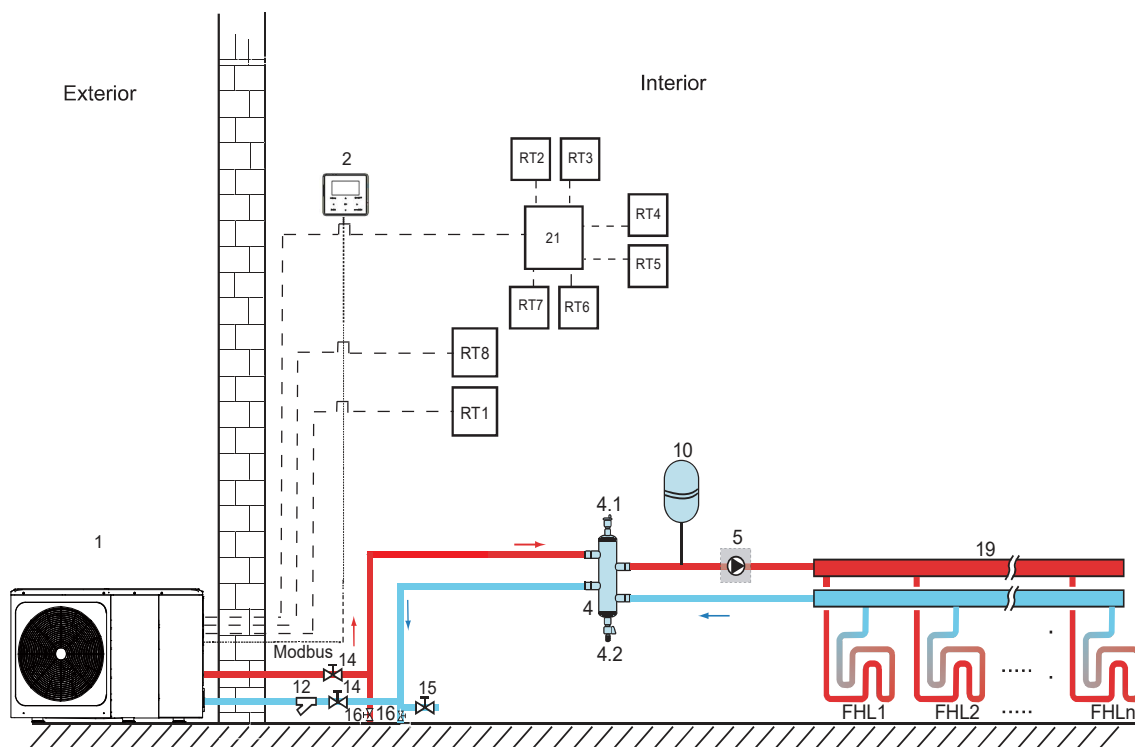 Exterior
Interior
2
RT2
RT3
RT4
21
RT5
RT7
RT6
RT8
RT1
10
4.1
1
5
19
4
Modbus
4.2
14
12
14
15
16
16
FHL1
FHL2
.....
FHLn
.....